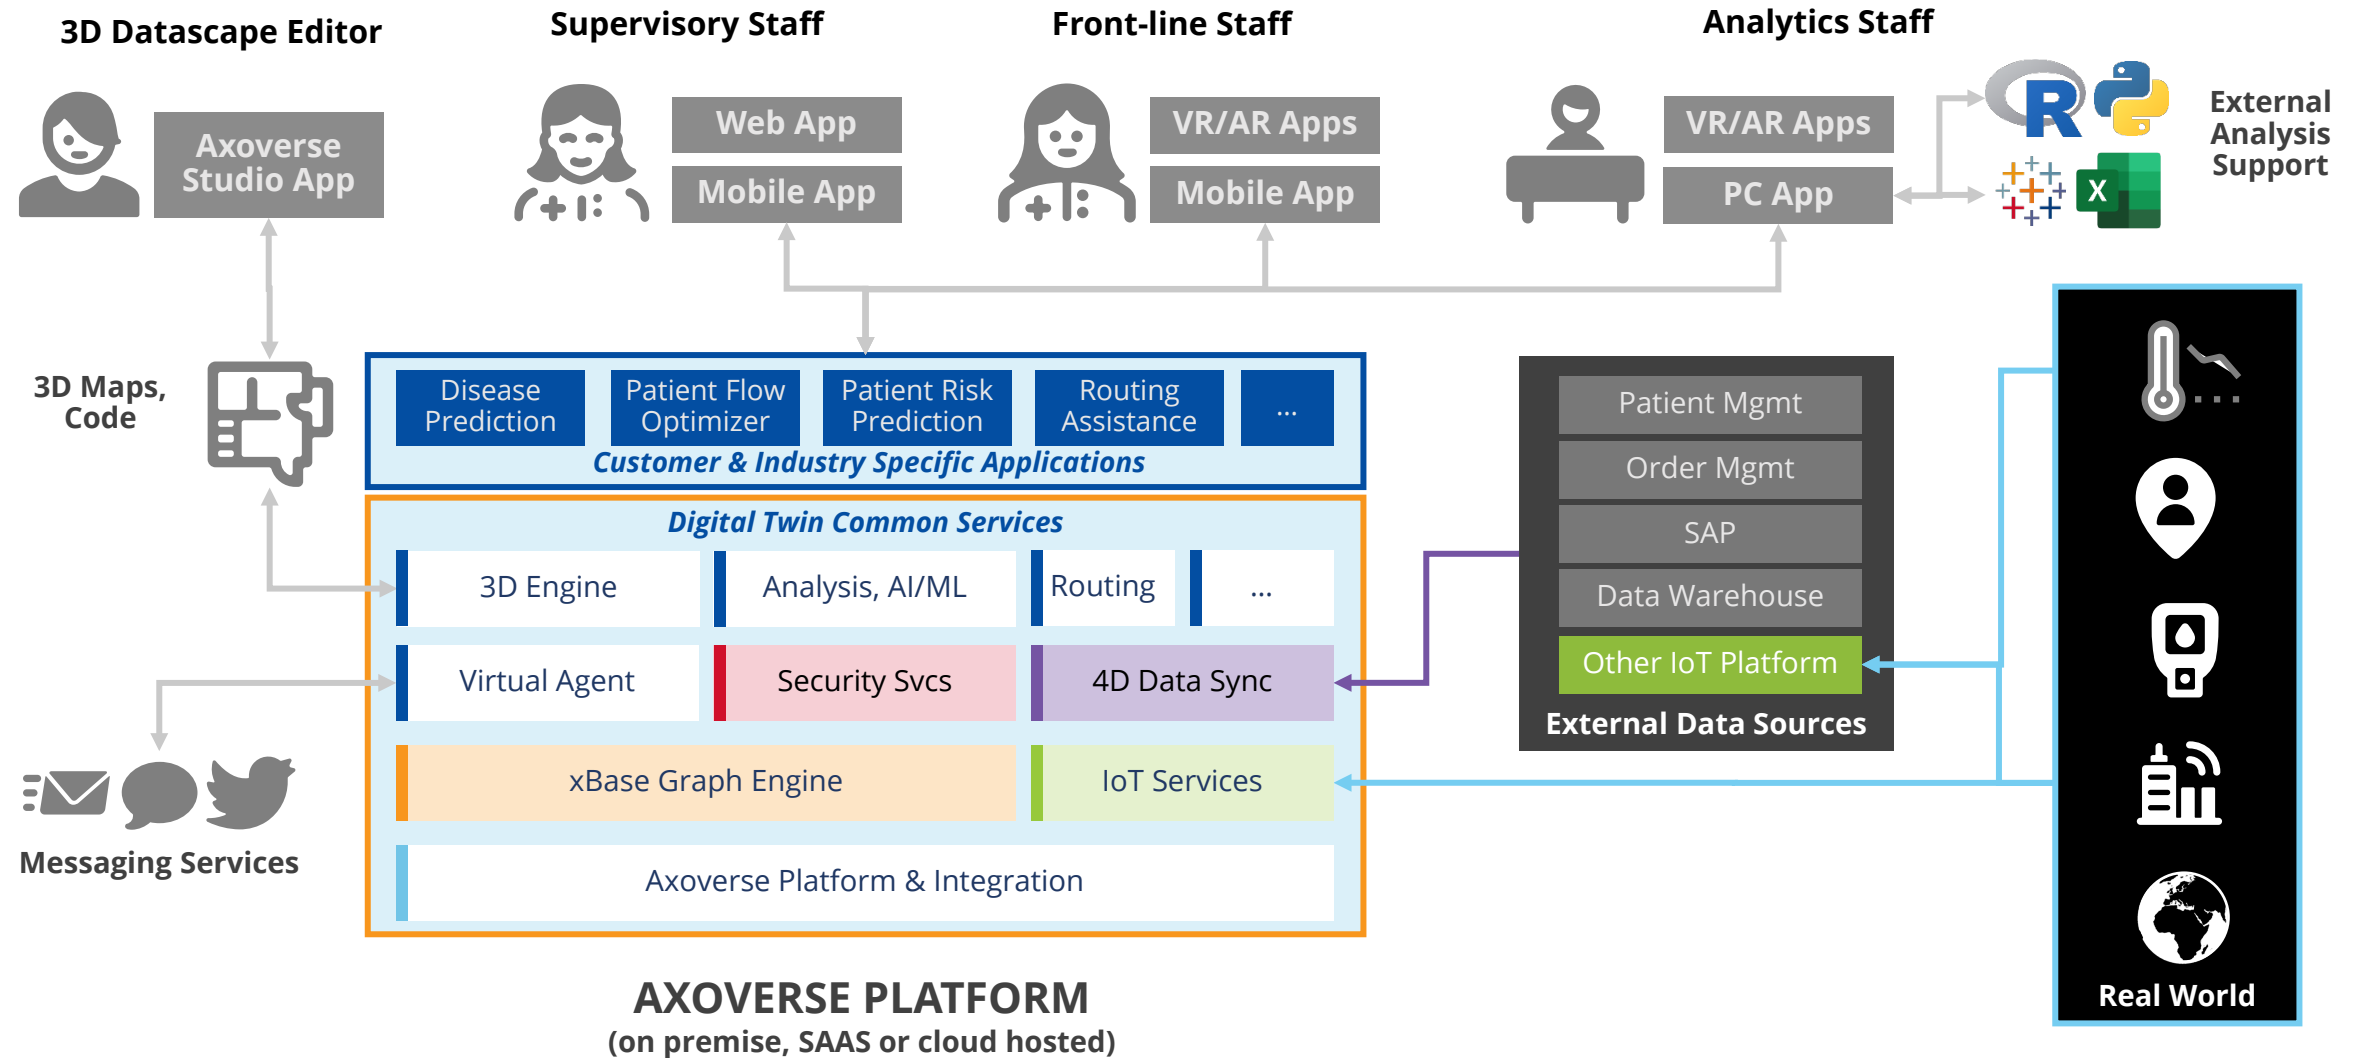 3D Datascape Editor
Supervisory Staff
Front-line Staff
Analytics Staff
Axoverse
Studio App
Web App
Mobile App
VR/AR Apps
Mobile App
VR/AR Apps
PC App
R
X
External
Analysis
Support
3D Maps,
Code
Disease
Prediction
Patient Flow
Optimizer
Patient Risk
Prediction
Routing
Assistance
...
Customer & Industry Specific Applications
Digital Twin Common Services
3D Engine
Analysis, AI/ML
Routing
...
Virtual Agent
Security Svcs
4D Data Sync
xBase Graph Engine
IoT Services
Axoverse Platform & Integration
Patient Mgmt
Order Mgmt
SAP
Data Warehouse
Other IoT Platform
External Data Sources
Messaging Services
Real World
AXOVERSE PLATFORM
(on premise, SAAS or cloud hosted)